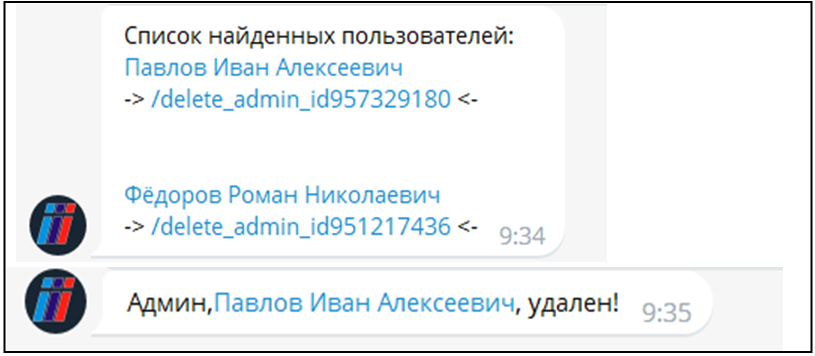 Список найденных пользователей:
Павлов Иван Алексеевич
-> /delete_admin_id957329180 <-
Фёдоров Роман Николаевич
-> /delete_admin_id951217436 <-
9:34
Админ,Павлов Иван Алексеевич, удален!
9:35